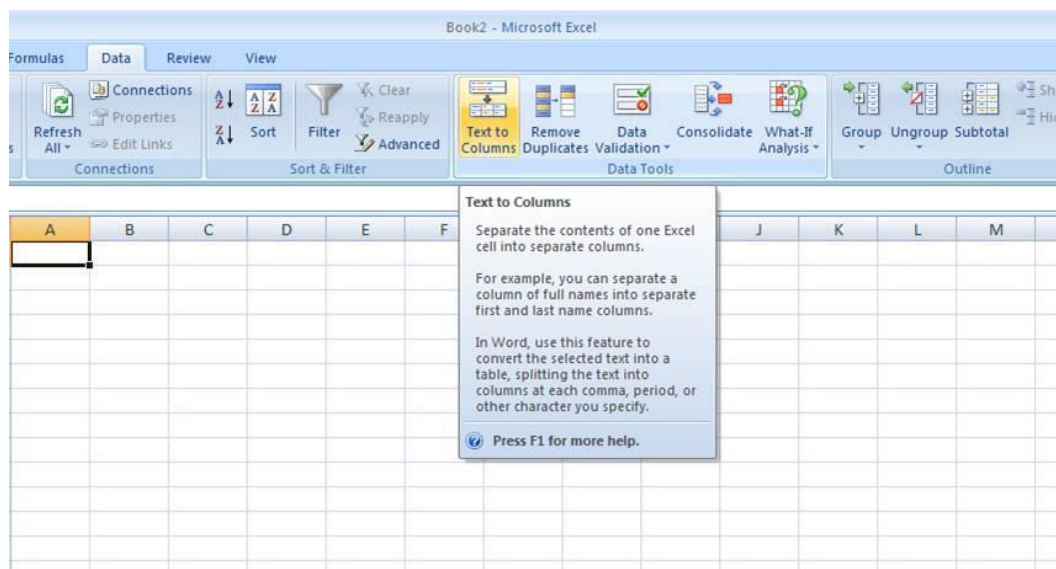 Book2 - Microsoft Excel
Formulas Data Review View
Connections
Properties
Edit Links
Refresh
All
Connections
A
Z
Z
A
A Z
Z A
Sort
Filter
Clear
Reapply
Advanced
Sort & Filter
Text to
Columns
Remove
Duplicates
Data
Validation
Consolidate
What-If
Analysis
Data Tools
Group
Ungroup
Subtotal
Sh
Hi
Outline
A B C D E F J K L M
Text to Columns
Separate the contents of one Excel
cell into separate columns.
For example, you can separate a
column of full names into separate
first and last name columns.
In Word, use this feature to
convert the selected text into a
table, splitting the text into
columns at each comma, period, or
other character you specify.
Press F1 for more help.